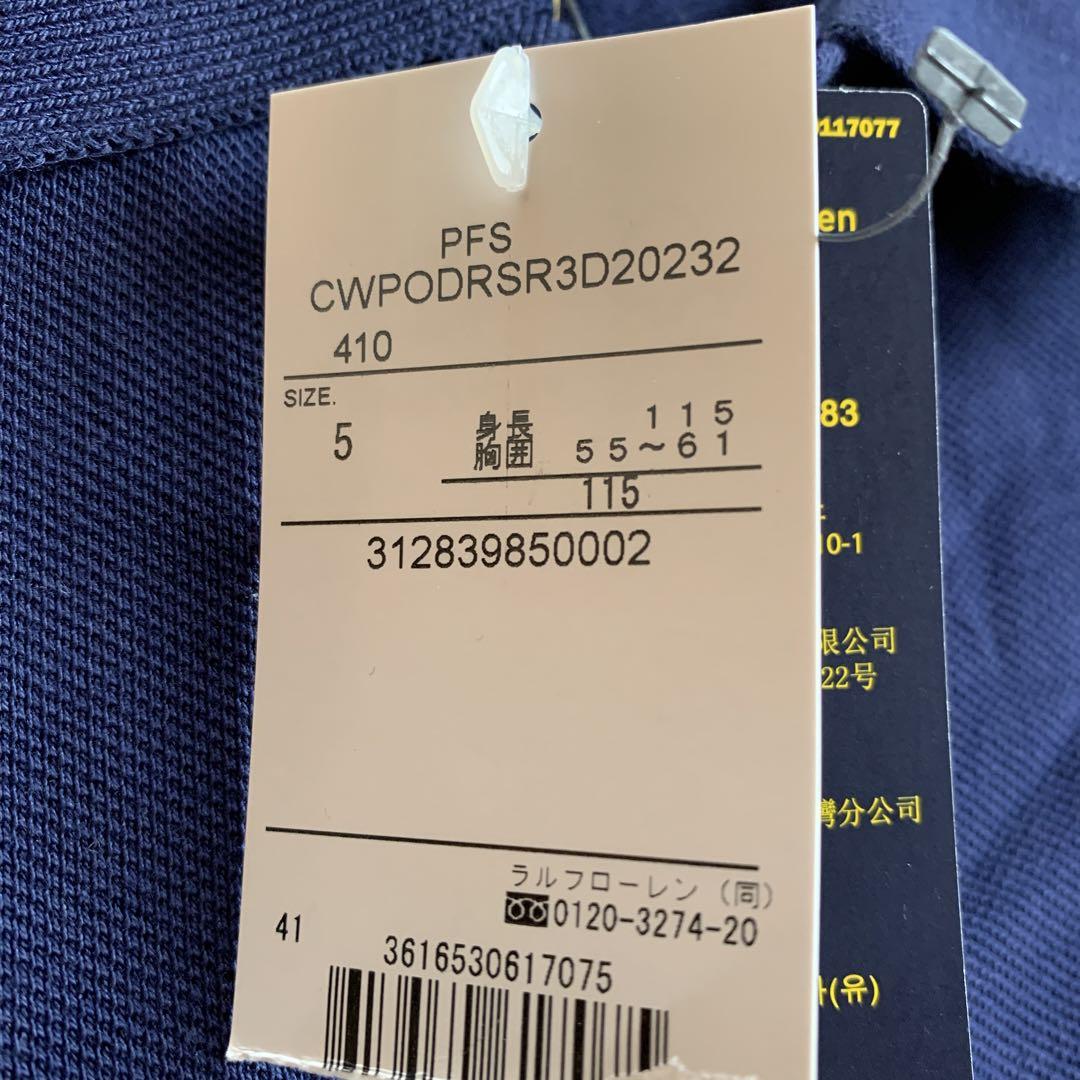 PFS
CWPODRSR3D20232
410
SIZE.
5
身長 115
胸囲 55~61
115
312839850002
ラルフローレン (同)
0120-3274-20
41
3616530617075
117077
en
83
10-1
限公司
22号
灣分公司
(유)